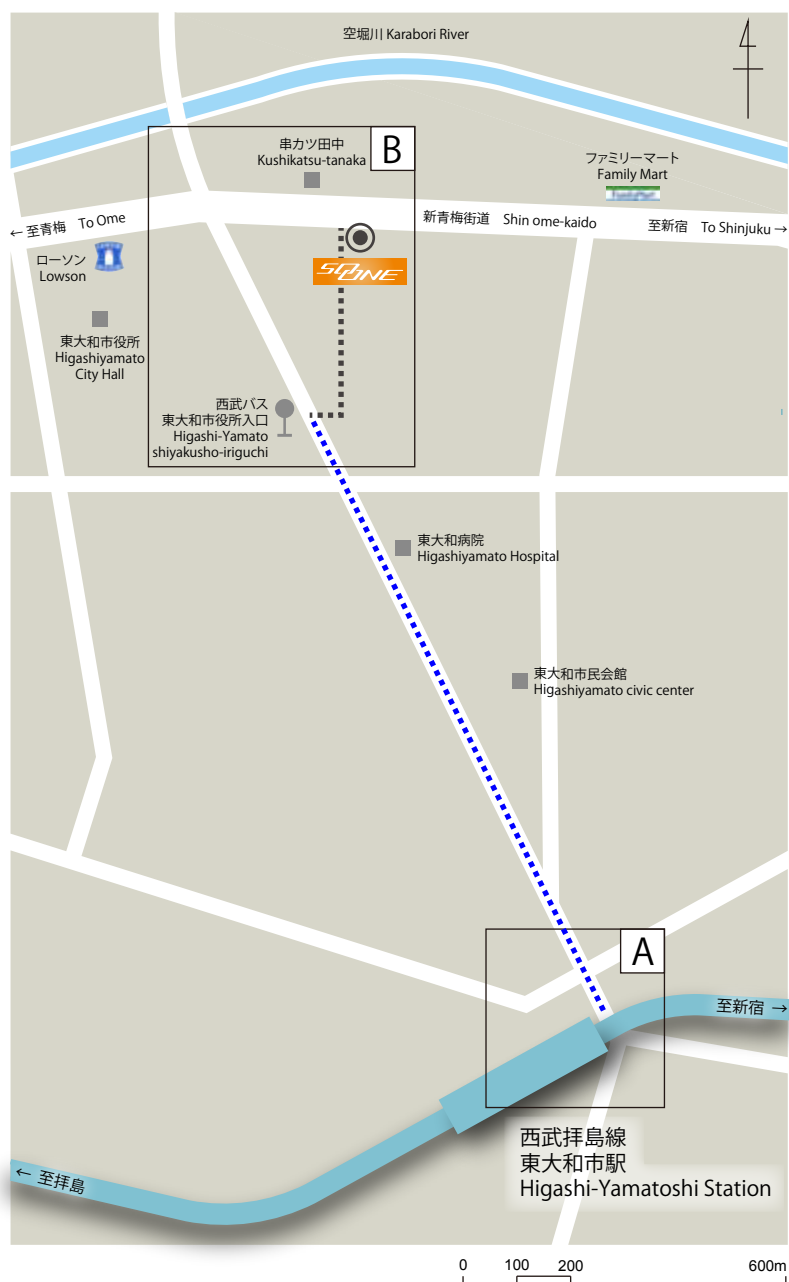 空堀川 Karabori River
串カツ田中
Kushikatsu-tanaka
B
ファミリーマート
Family Mart
FamilyMart
← 至青梅 To Ome
新青梅街道 Shin ome-kaido
至新宿 To Shinjuku →
ローソン
Lowson
SOONE
東大和市役所
Higashiyamato
City Hall
西武バス
東大和市役所入口
Higashi-Yamato
shiyakusho-iriguchi
東大和病院
Higashiyamato Hospital
東大和市民会館
Higashiyamato civic center
A
至新宿 →
西武拝島線
東大和市駅
Higashi-Yamatoshi Station
← 至拝島
0 100 200 600m